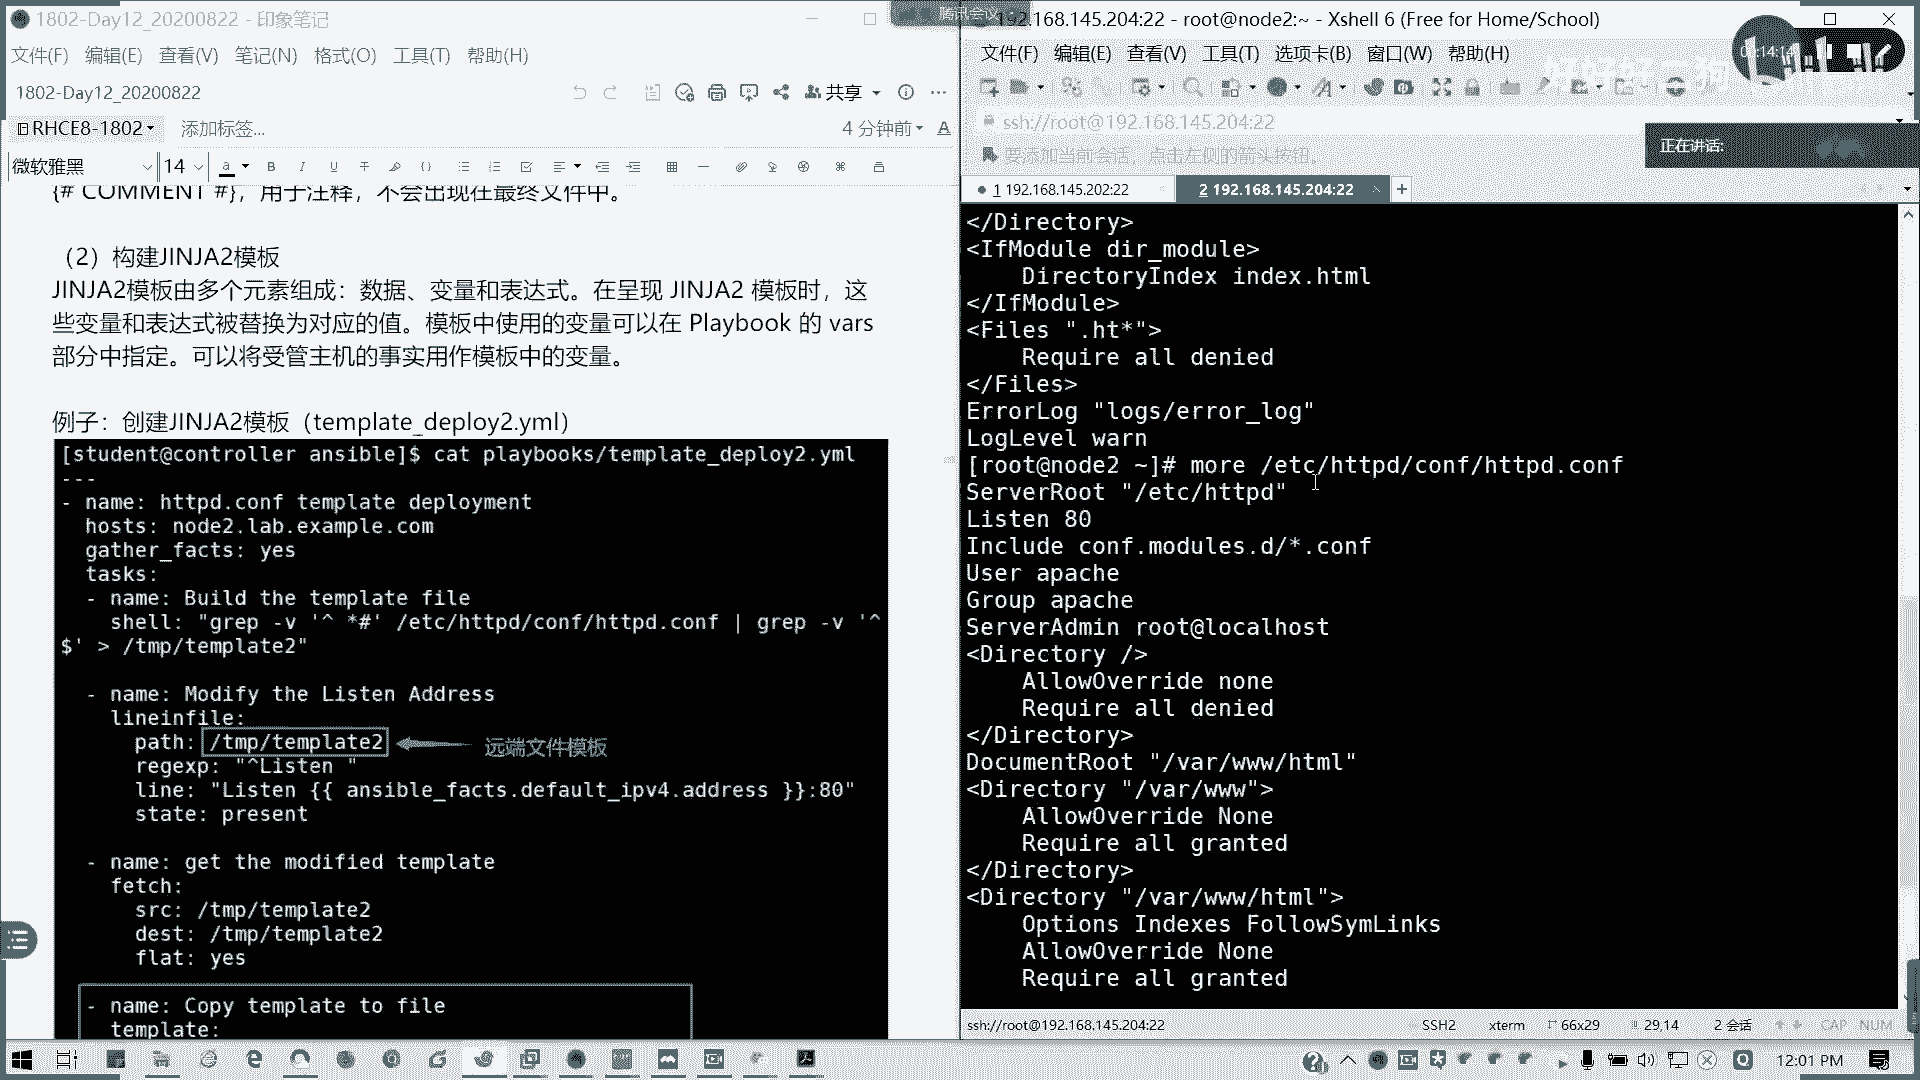 1802-Day12_20200822 - 印象笔记
文件(F) 编辑(E) 查看(V) 笔记(N) 格式(O) 工具(T) 帮助(H)
1802-Day12_20200822
共享
RHCE8-1802
添加标签...
4 分钟前
微软雅黑
14
{# COMMENT #}，用于注释，不会出现在最终文件中。
（2）构建JINJA2模板
JINJA2模板由多个元素组成：数据、变量和表达式。在呈现 JINJA2 模板时，这
些变量和表达式被替换为对应的值。模板中使用的变量可以在 Playbook 的 vars
部分中指定。可以将受管主机的事实用作模板中的变量。
例子：创建JINJA2模板（template_deploy2.yml）
[student@controller ansible]$ cat playbooks/template_deploy2.yml
---
- name: httpd.conf template deployment
hosts: node2.lab.example.com
gather_facts: yes
tasks:
- name: Build the template file
shell: "grep -v '^ *#' /etc/httpd/conf/httpd.conf | grep -v '^
$' > /tmp/template2"
- name: Modify the Listen Address
lineinfile:
path: /tmp/template2
远端文件模板
regexp: "^Listen "
line: "Listen {{ ansible_facts.default_ipv4.address }}:80"
state: present
- name: get the modified template
fetch:
src: /tmp/template2
dest: /tmp/template2
flat: yes
- name: Copy template to file
template:
腾讯会议
192.168.145.204:22 - root@node2:~ - Xshell 6 (Free for Home/School)
文件(F) 编辑(E) 查看(V) 工具(T) 选项卡(B) 窗口(W) 帮助(H)
ssh://root@192.168.145.204:22
要添加当前会话，点击左侧的箭头按钮。
正在讲话:
1 192.168.145.202:22
2 192.168.145.204:22
</Directory>
<IfModule dir_module>
DirectoryIndex index.html
</IfModule>
<Files ".ht*">
Require all denied
</Files>
ErrorLog "logs/error_log"
LogLevel warn
[root@node2 ~]# more /etc/httpd/conf/httpd.conf
ServerRoot "/etc/httpd"
Listen 80
Include conf.modules.d/*.conf
User apache
Group apache
ServerAdmin root@localhost
<Directory />
AllowOverride none
Require all denied
</Directory>
DocumentRoot "/var/www/html"
<Directory "/var/www">
AllowOverride None
Require all granted
</Directory>
<Directory "/var/www/html">
Options Indexes FollowSymLinks
AllowOverride None
Require all granted
ssh://root@192.168.145.204:22
SSH2
xterm
66x29
29,14
2 会话
CAP NUM
12:01 PM